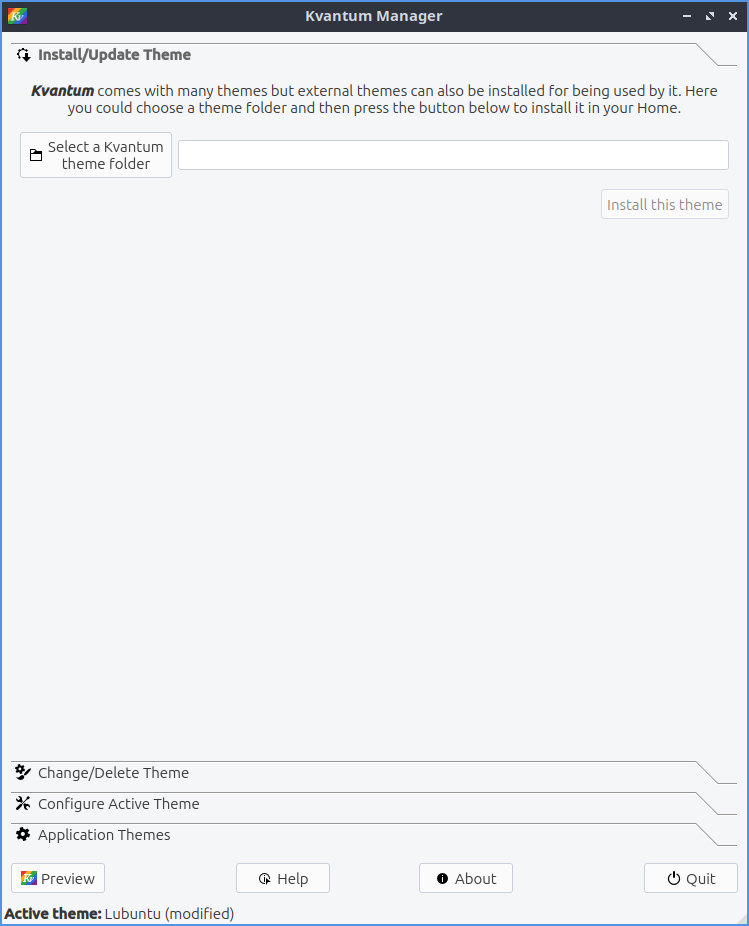 Kvantum Manager
Install/Update Theme
Kvantum comes with many themes but external themes can also be installed for being used by it. Here
you could choose a theme folder and then press the button below to install it in your Home.
Select a Kvantum
theme folder
Install this theme
Change/Delete Theme
Configure Active Theme
Application Themes
Preview
Help
About
Quit
Active theme: Lubuntu (modified)